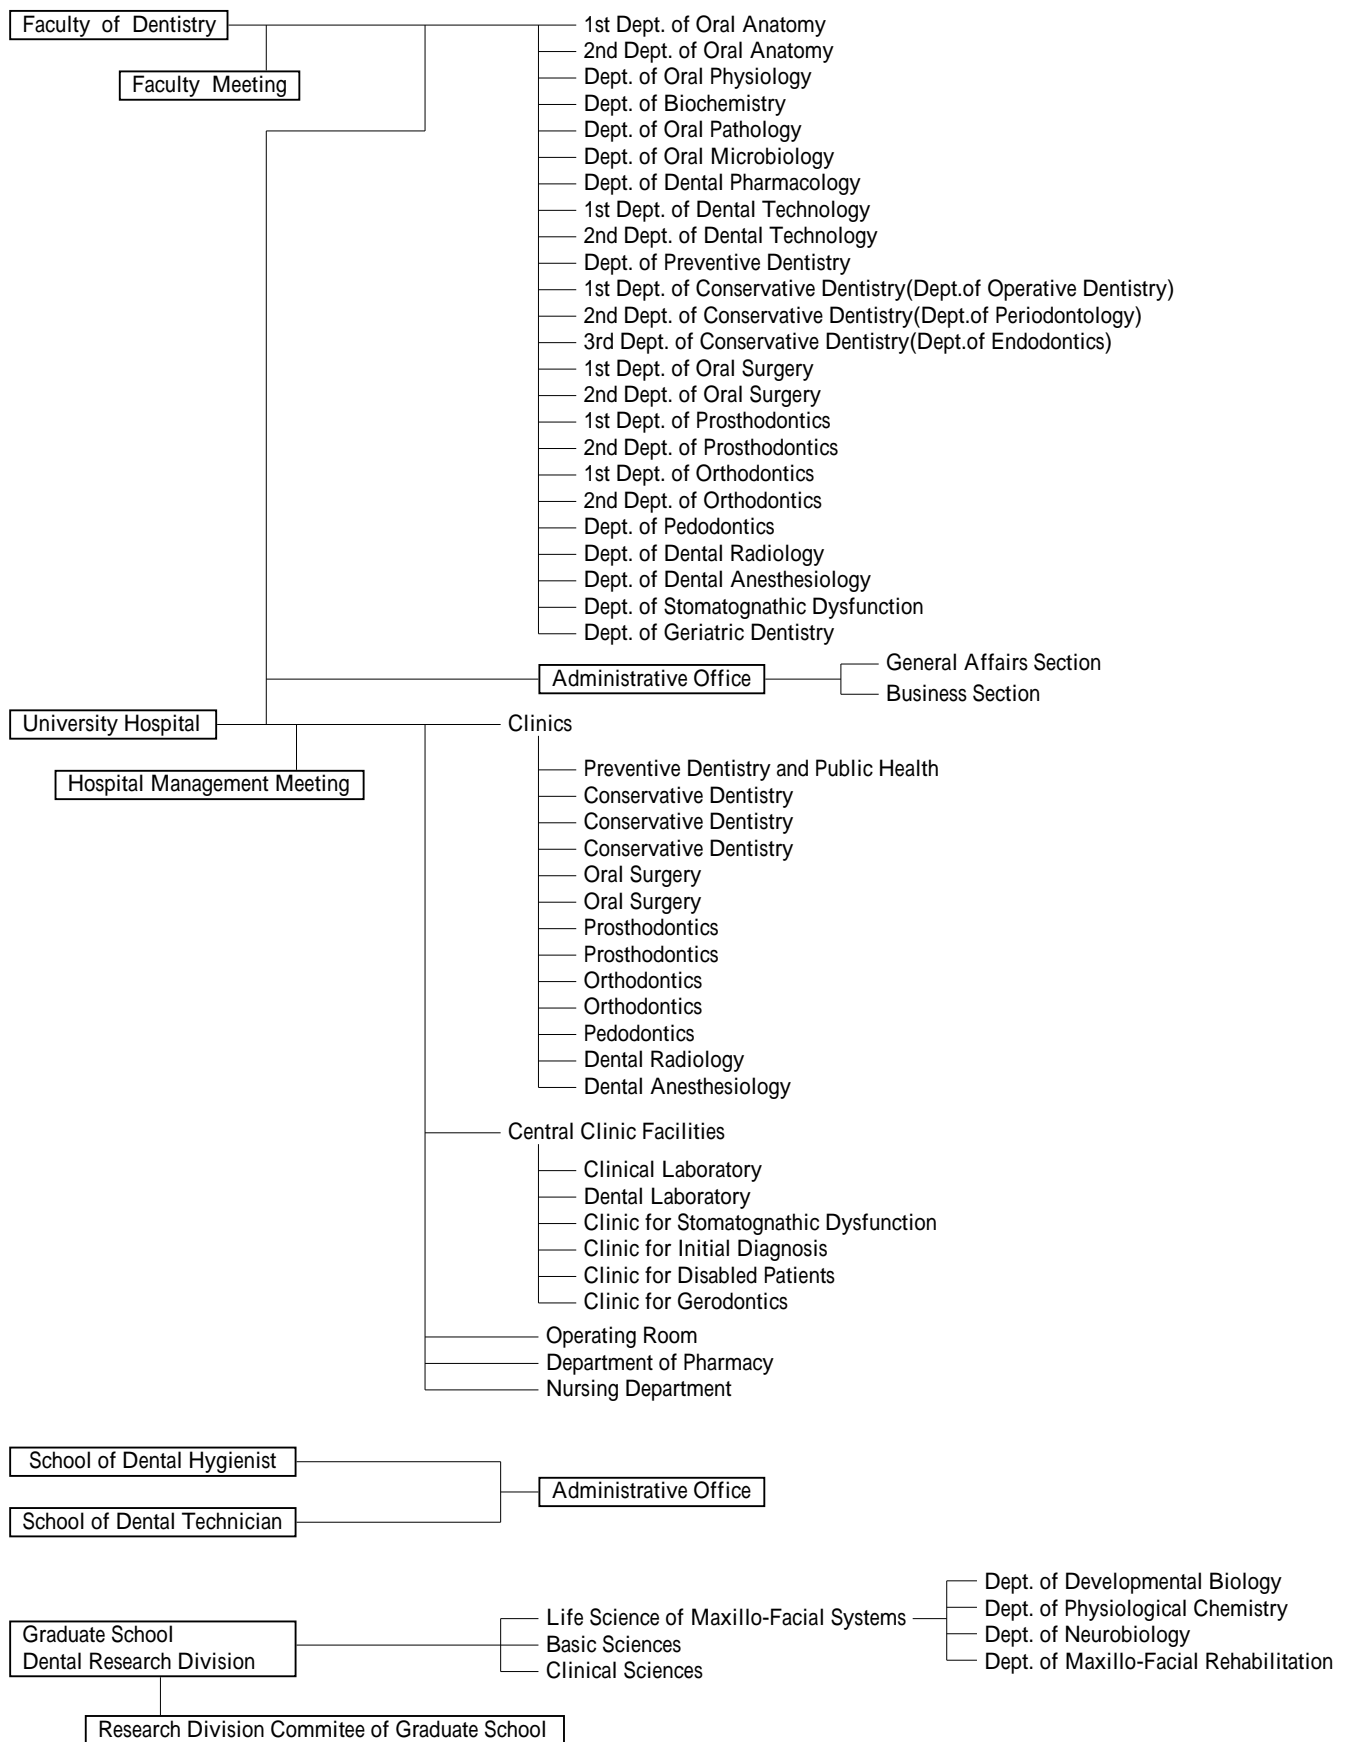 Faculty of Dentistry
Faculty Meeting
1st Dept. of Oral Anatomy
2nd Dept. of Oral Anatomy
Dept. of Oral Physiology
Dept. of Biochemistry
Dept. of Oral Pathology
Dept. of Oral Microbiology
Dept. of Dental Pharmacology
1st Dept. of Dental Technology
2nd Dept. of Dental Technology
Dept. of Preventive Dentistry
1st Dept. of Conservative Dentistry(Dept.of Operative Dentistry)
2nd Dept. of Conservative Dentistry(Dept.of Periodontology)
3rd Dept. of Conservative Dentistry(Dept.of Endodontics)
1st Dept. of Oral Surgery
2nd Dept. of Oral Surgery
1st Dept. of Prosthodontics
2nd Dept. of Prosthodontics
1st Dept. of Orthodontics
2nd Dept. of Orthodontics
Dept. of Pedodontics
Dept. of Dental Radiology
Dept. of Dental Anesthesiology
Dept. of Stomatognathic Dysfunction
Dept. of Geriatric Dentistry
Administrative Office
General Affairs Section
Business Section
University Hospital
Hospital Management Meeting
Clinics
Preventive Dentistry and Public Health
Conservative Dentistry
Conservative Dentistry
Conservative Dentistry
Oral Surgery
Oral Surgery
Prosthodontics
Prosthodontics
Orthodontics
Orthodontics
Pedodontics
Dental Radiology
Dental Anesthesiology
Central Clinic Facilities
Clinical Laboratory
Dental Laboratory
Clinic for Stomatognathic Dysfunction
Clinic for Initial Diagnosis
Clinic for Disabled Patients
Clinic for Gerodontics
Operating Room
Department of Pharmacy
Nursing Department
School of Dental Hygienist
School of Dental Technician
Administrative Office
Graduate School
Dental Research Division
Research Division Commitee of Graduate School
Life Science of Maxillo-Facial Systems
Basic Sciences
Clinical Sciences
Dept. of Developmental Biology
Dept. of Physiological Chemistry
Dept. of Neurobiology
Dept. of Maxillo-Facial Rehabilitation